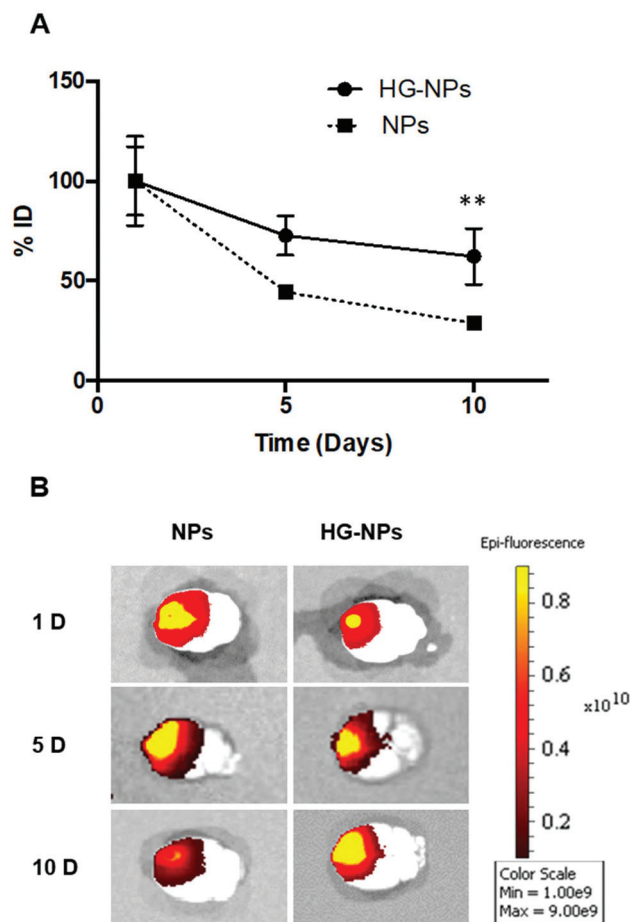 A
150
100
50
0
% ID
HG-NPs
NPs
**
0 5 10
Time (Days)
B
NPs HG-NPs
1 D
5 D
10 D
Epi-fluorescence
0.8
0.6
x10^10
0.4
0.2
Color Scale
Min = 1.00e9
Max = 9.00e9